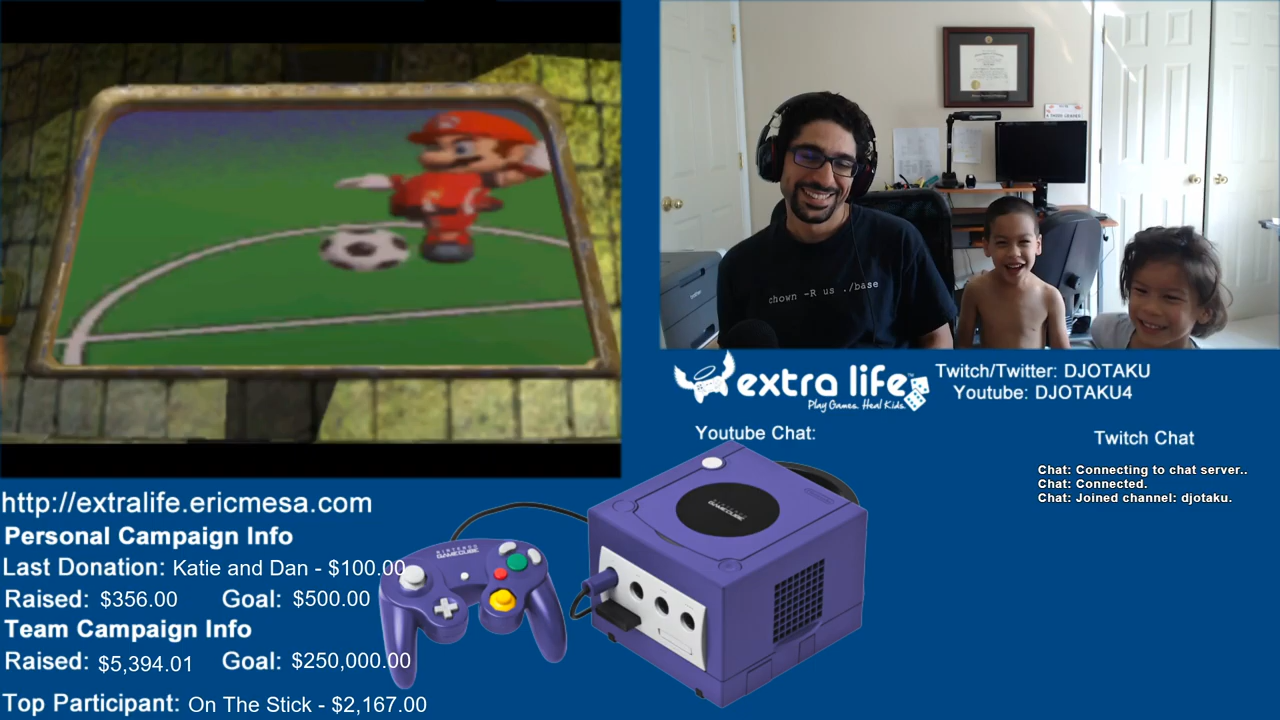 chown -R us ./base
extra life
Play Games. Heal Kids.
Twitch/Twitter: DJOTAKU
Youtube: DJOTAKU4
Youtube Chat:
Twitch Chat
Chat: Connecting to chat server..
Chat: Connected.
Chat: Joined channel: djotaku.
http://extralife.ericmesa.com
Personal Campaign Info
Last Donation: Katie and Dan - $100.00
Raised: $356.00 Goal: $500.00
Team Campaign Info
Raised: $5,394.01 Goal: $250,000.00
Top Participant: On The Stick - $2,167.00
NINTENDO
GAMECUBE
GAMECUBE